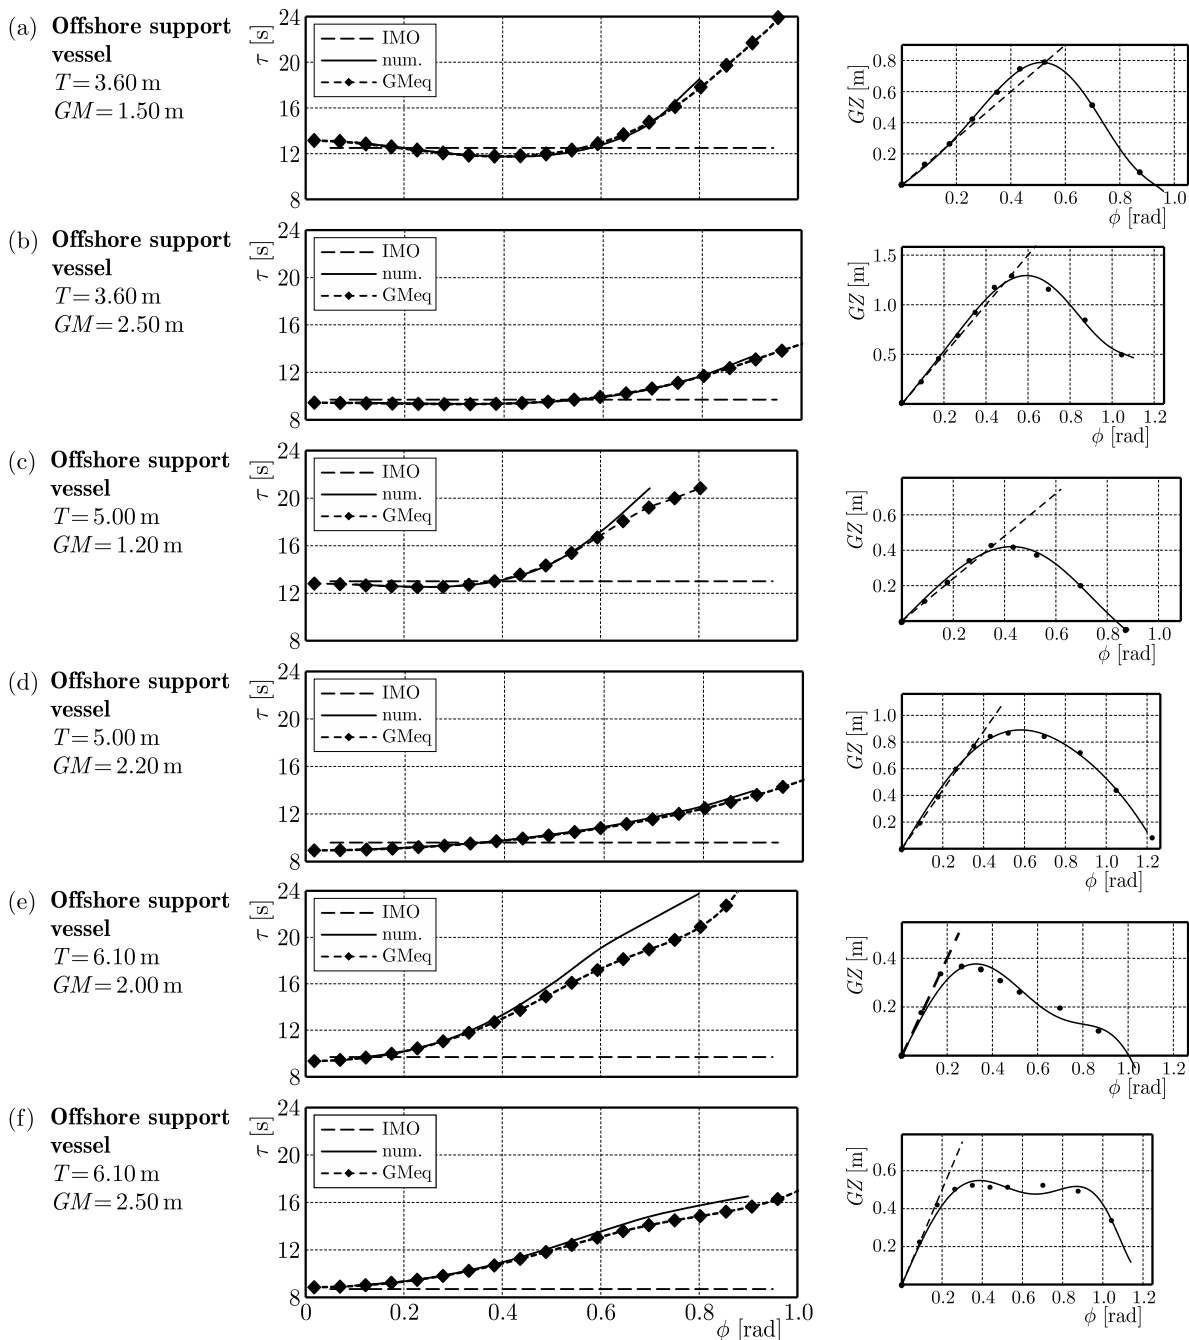 (a) Offshore support
vessel
T = 3.60 m
GM = 1.50 m
τ [s]
24
20
16
12
8
IMO
num.
GMeq
GZ [m]
0.8
0.6
0.4
0.2
0.2 0.4 0.6 0.8 1.0
ϕ [rad]
(b) Offshore support
vessel
T = 3.60 m
GM = 2.50 m
τ [s]
24
20
16
12
8
IMO
num.
GMeq
GZ [m]
1.5
1.0
0.5
0.2 0.4 0.6 0.8 1.0 1.2
ϕ [rad]
(c) Offshore support
vessel
T = 5.00 m
GM = 1.20 m
τ [s]
24
20
16
12
8
IMO
num.
GMeq
GZ [m]
0.6
0.4
0.2
0.2 0.4 0.6 0.8 1.0
ϕ [rad]
(d) Offshore support
vessel
T = 5.00 m
GM = 2.20 m
τ [s]
24
20
16
12
8
IMO
num.
GMeq
GZ [m]
1.0
0.8
0.6
0.4
0.2
0.2 0.4 0.6 0.8 1.0 1.2
ϕ [rad]
(e) Offshore support
vessel
T = 6.10 m
GM = 2.00 m
τ [s]
24
20
16
12
8
IMO
num.
GMeq
GZ [m]
0.4
0.2
0.2 0.4 0.6 0.8 1.0 1.2
ϕ [rad]
(f) Offshore support
vessel
T = 6.10 m
GM = 2.50 m
τ [s]
24
20
16
12
8
IMO
num.
GMeq
0 0.2 0.4 0.6 0.8 1.0
ϕ [rad]
GZ [m]
0.6
0.4
0.2
0.2 0.4 0.6 0.8 1.0 1.2
ϕ [rad]